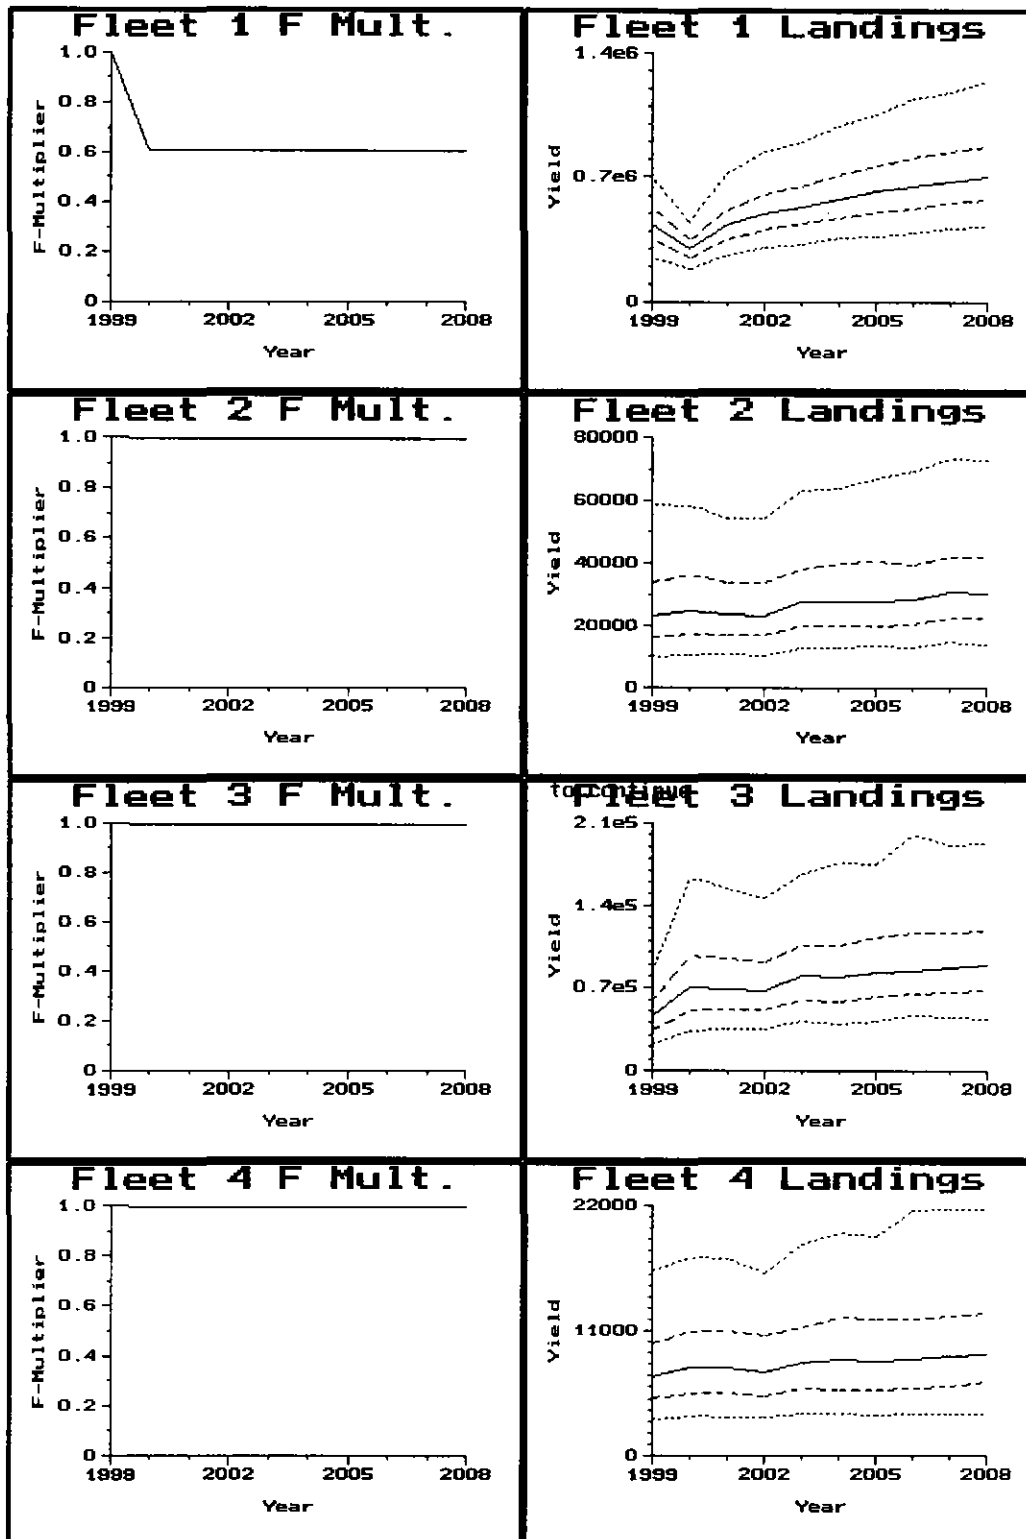 Fleet 1 F Mult.
1.0
0.8
0.6
0.4
0.2
0
F-Multiplier
1999 2002 2005 2008
Year
Fleet 1 Landings
1.4e6
0.7e6
0
Yield
1999 2002 2005 2008
Year
Fleet 2 F Mult.
1.0
0.8
0.6
0.4
0.2
0
F-Multiplier
1999 2002 2005 2008
Year
Fleet 2 Landings
80000
60000
40000
20000
0
Yield
1999 2002 2005 2008
Year
Fleet 3 F Mult.
1.0
0.8
0.6
0.4
0.2
0
F-Multiplier
1999 2002 2005 2008
Year
to continue
Fleet 3 Landings
2.1e5
1.4e5
0.7e5
0
Yield
1999 2002 2005 2008
Year
Fleet 4 F Mult.
1.0
0.8
0.6
0.4
0.2
0
F-Multiplier
1999 2002 2005 2008
Year
Fleet 4 Landings
22000
11000
0
Yield
1999 2002 2005 2008
Year